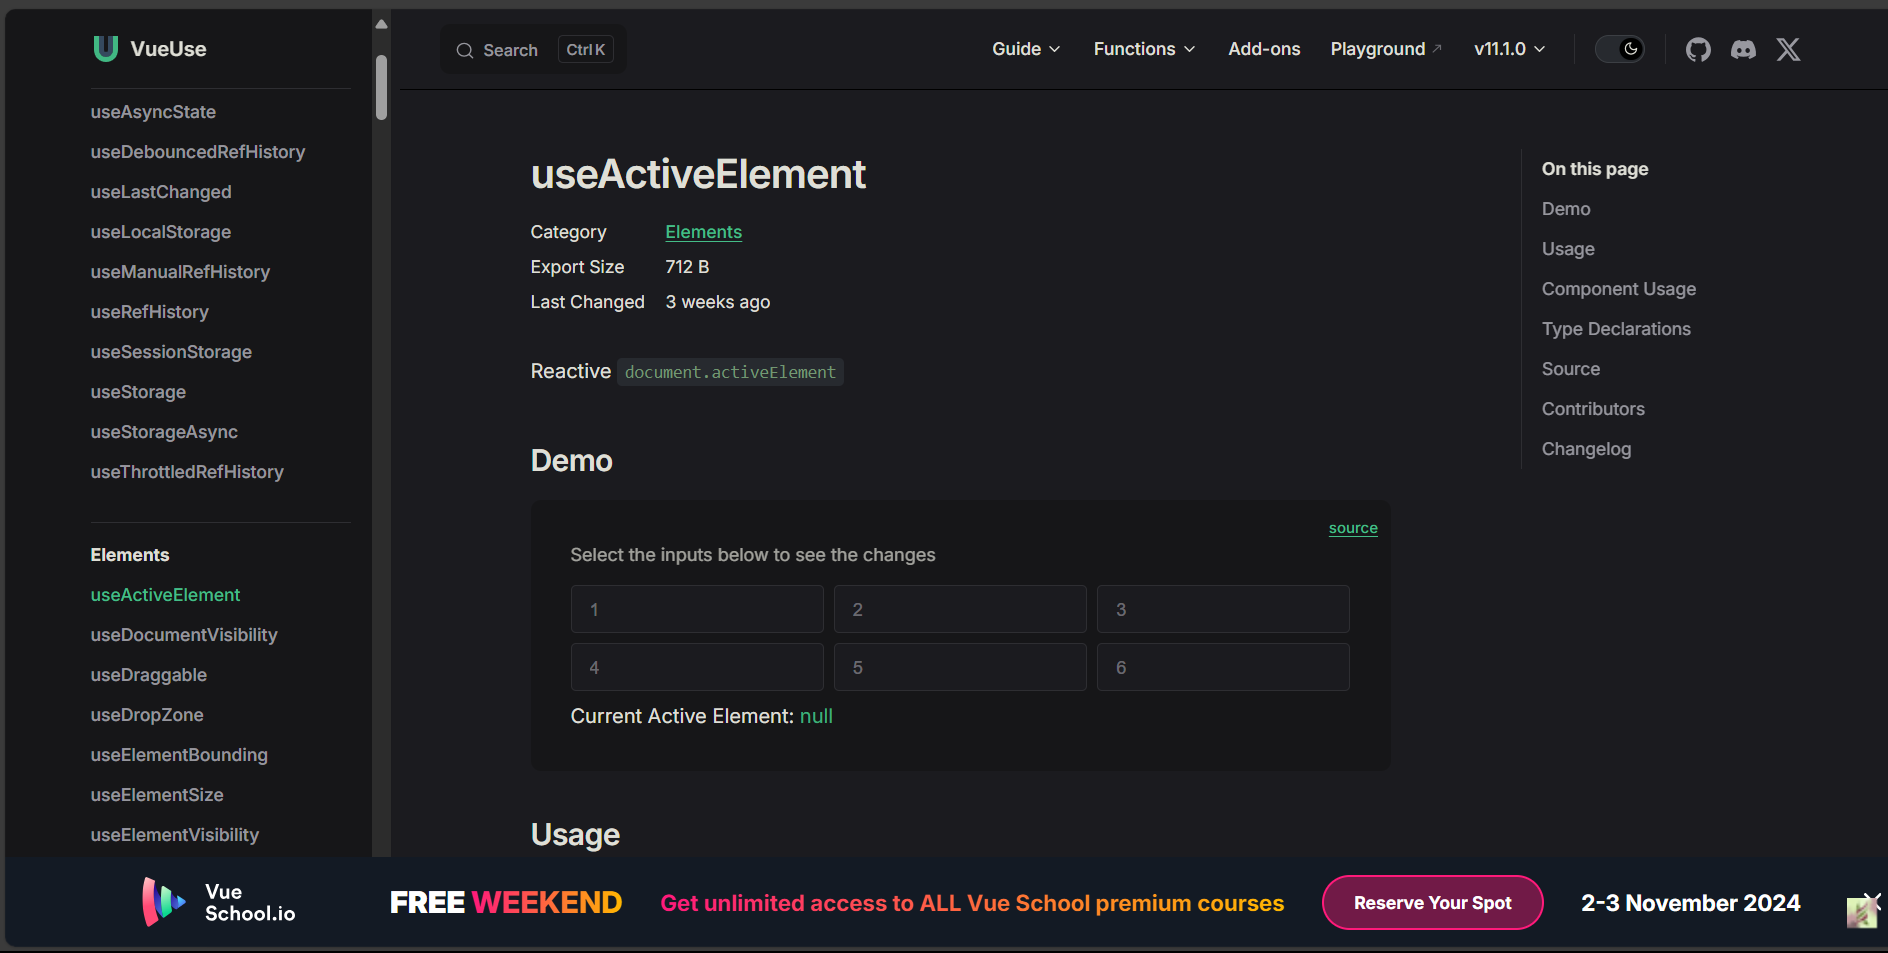 VueUse
Search Ctrl K
Guide
Functions
Add-ons
Playground
v11.1.0
useAsyncState
useDebouncedRefHistory
useLastChanged
useLocalStorage
useManualRefHistory
useRefHistory
useSessionStorage
useStorage
useStorageAsync
useThrottledRefHistory
Elements
useActiveElement
useDocumentVisibility
useDraggable
useDropZone
useElementBounding
useElementSize
useElementVisibility
useActiveElement
Category Elements
Export Size 712 B
Last Changed 3 weeks ago
Reactive document.activeElement
Demo
source
Select the inputs below to see the changes
1 2 3
4 5 6
Current Active Element: null
Usage
On this page
Demo
Usage
Component Usage
Type Declarations
Source
Contributors
Changelog
Vue
School.io
FREE WEEKEND
Get unlimited access to ALL Vue School premium courses
Reserve Your Spot
2-3 November 2024